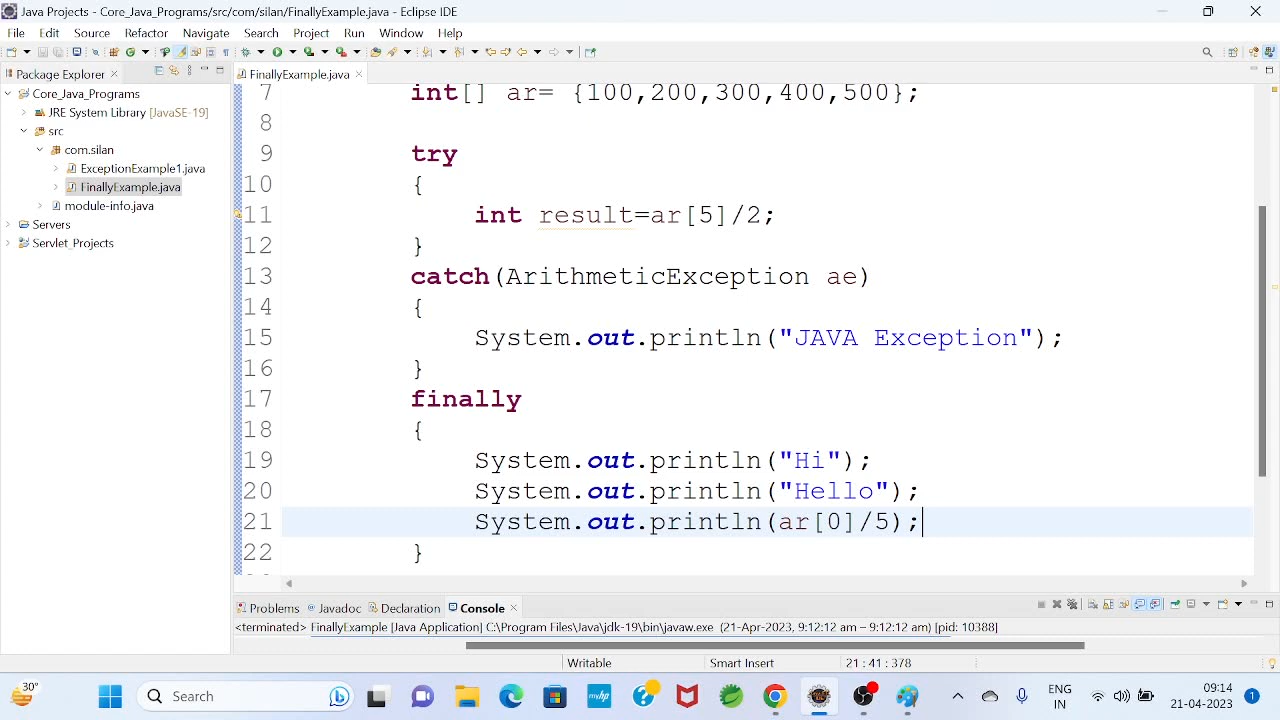 Java Projects - Core_Java_Programs/src/com/silan/FinallyExample.java - Eclipse IDE
File Edit Source Refactor Navigate Search Project Run Window Help
Package Explorer
Core_Java_Programs
JRE System Library [JavaSE-19]
src
com.silan
ExceptionExample1.java
FinallyExample.java
module-info.java
Servers
Servlet_Projects
FinallyExample.java
7 int[] ar= {100,200,300,400,500};
8
9 try
10 {
11 int result=ar[5]/2;
12 }
13 catch(ArithmeticException ae)
14 {
15 System.out.println("JAVA Exception");
16 }
17 finally
18 {
19 System.out.println("Hi");
20 System.out.println("Hello");
21 System.out.println(ar[0]/5);
22 }
Problems Javadoc Declaration Console
<terminated> FinallyExample [Java Application] C:\Program Files\Java\jdk-19\bin\javaw.exe (21-Apr-2023, 9:12:12 am – 9:12:12 am) [pid: 10388]
Writable Smart Insert 21 : 41 : 378
30°
Search
myhp
ENG
IN
09:14
21-04-2023
1